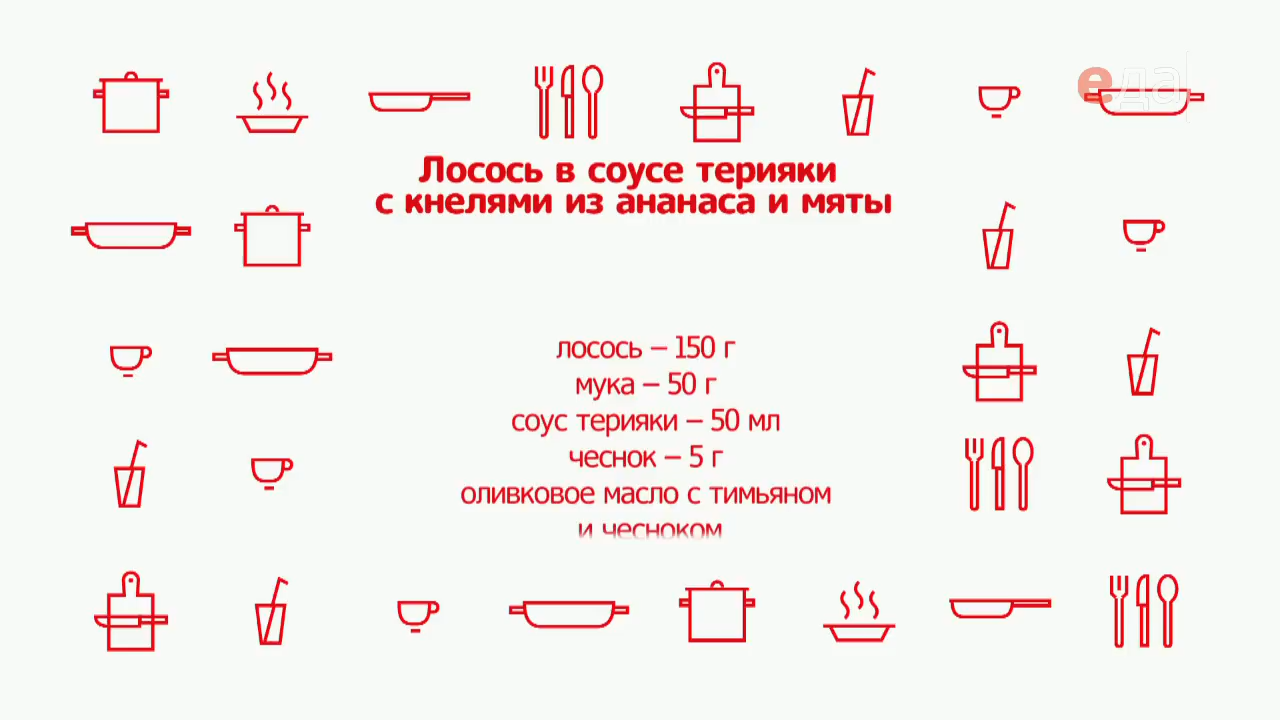 еда
Лосось в соусе терияки
с кнелями из ананаса и мяты
лосось – 150 г
мука – 50 г
соус терияки – 50 мл
чеснок – 5 г
оливковое масло с тимьяном
и чесноком